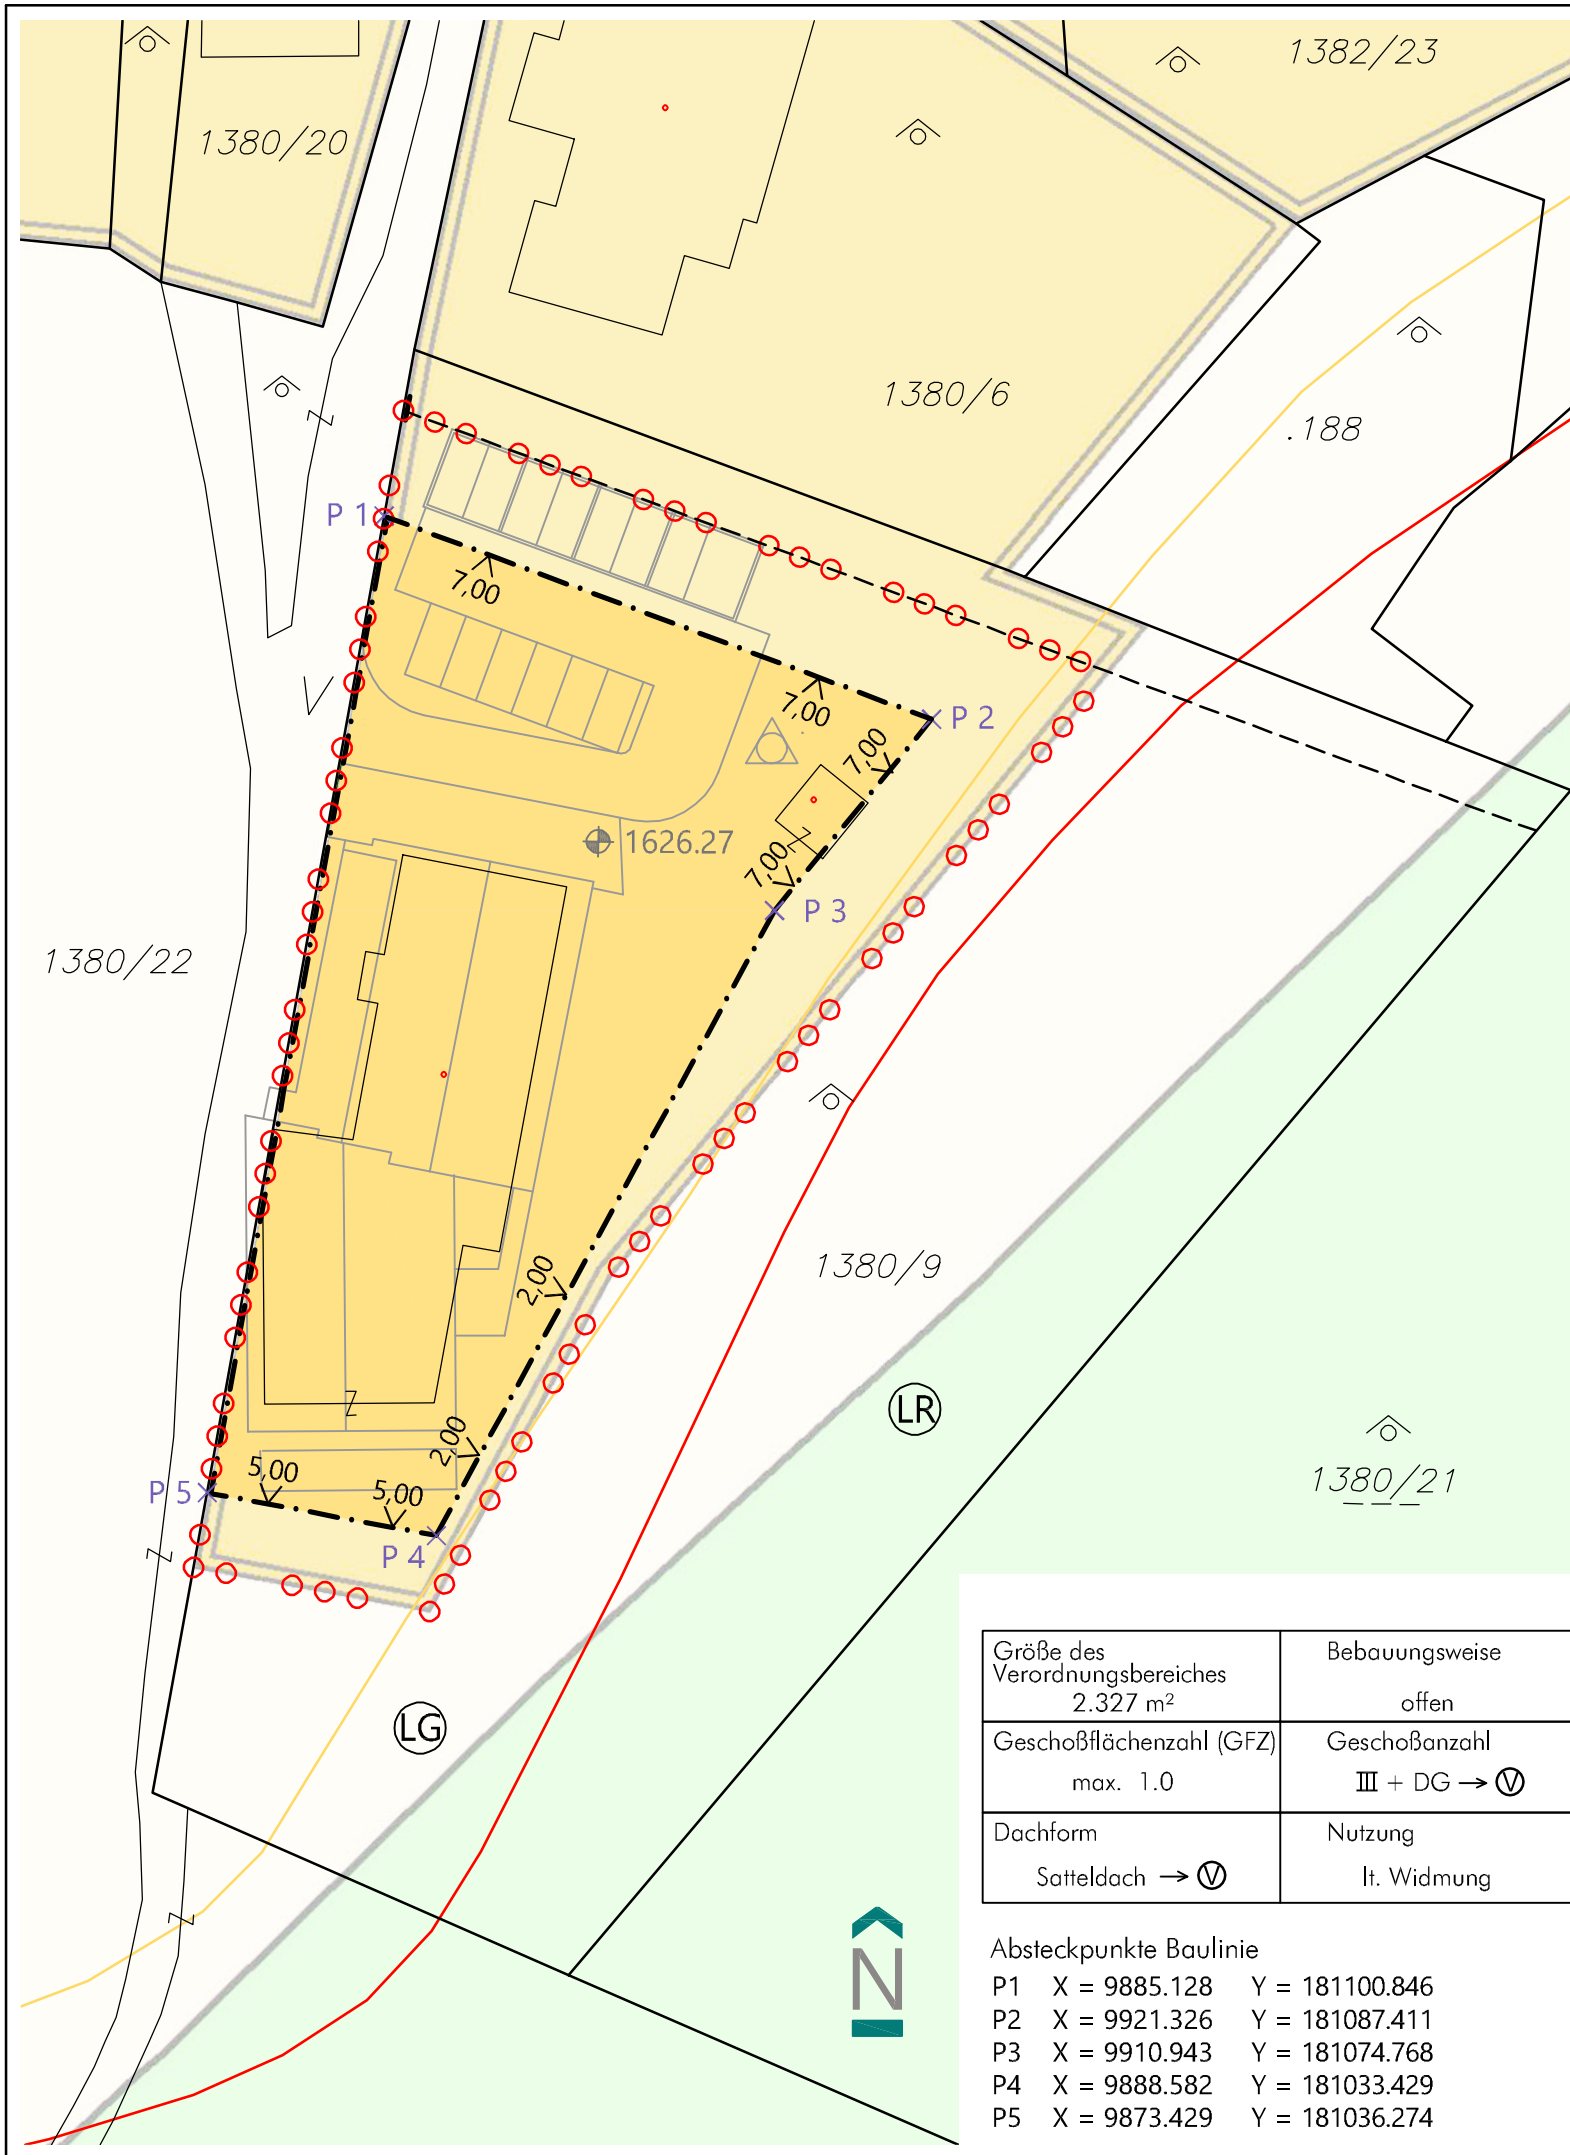 1382/23
1380/20
1380/6
.188
P 1
7,00
7,00
P 2
7,00
1626.27
7,00
P 3
1380/22
1380/9
2,00
LR
2,00
1380/21
5,00
5,00
P 5
P 4
LG
Größe des
Verordnungsbereiches
2.327 m²
Bebauungsweise
offen
Geschoßflächenzahl (GFZ)
max. 1.0
Geschoßanzahl
III + DG → V
Dachform
Satteldach → V
Nutzung
lt. Widmung
N
Absteckpunkte Baulinie
P1 X = 9885.128 Y = 181100.846
P2 X = 9921.326 Y = 181087.411
P3 X = 9910.943 Y = 181074.768
P4 X = 9888.582 Y = 181033.429
P5 X = 9873.429 Y = 181036.274